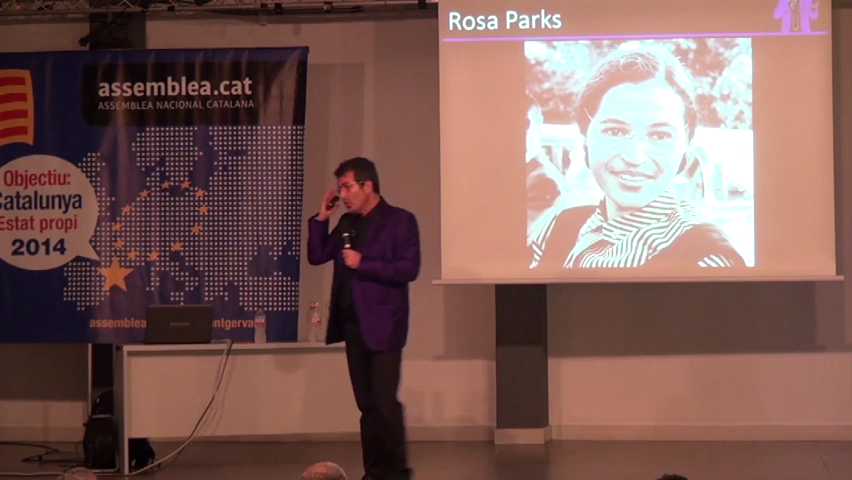 Rosa Parks
assemblea.cat
ASSEMBLEA NACIONAL CATALANA
Objectiu:
Catalunya
Estat propi
2014